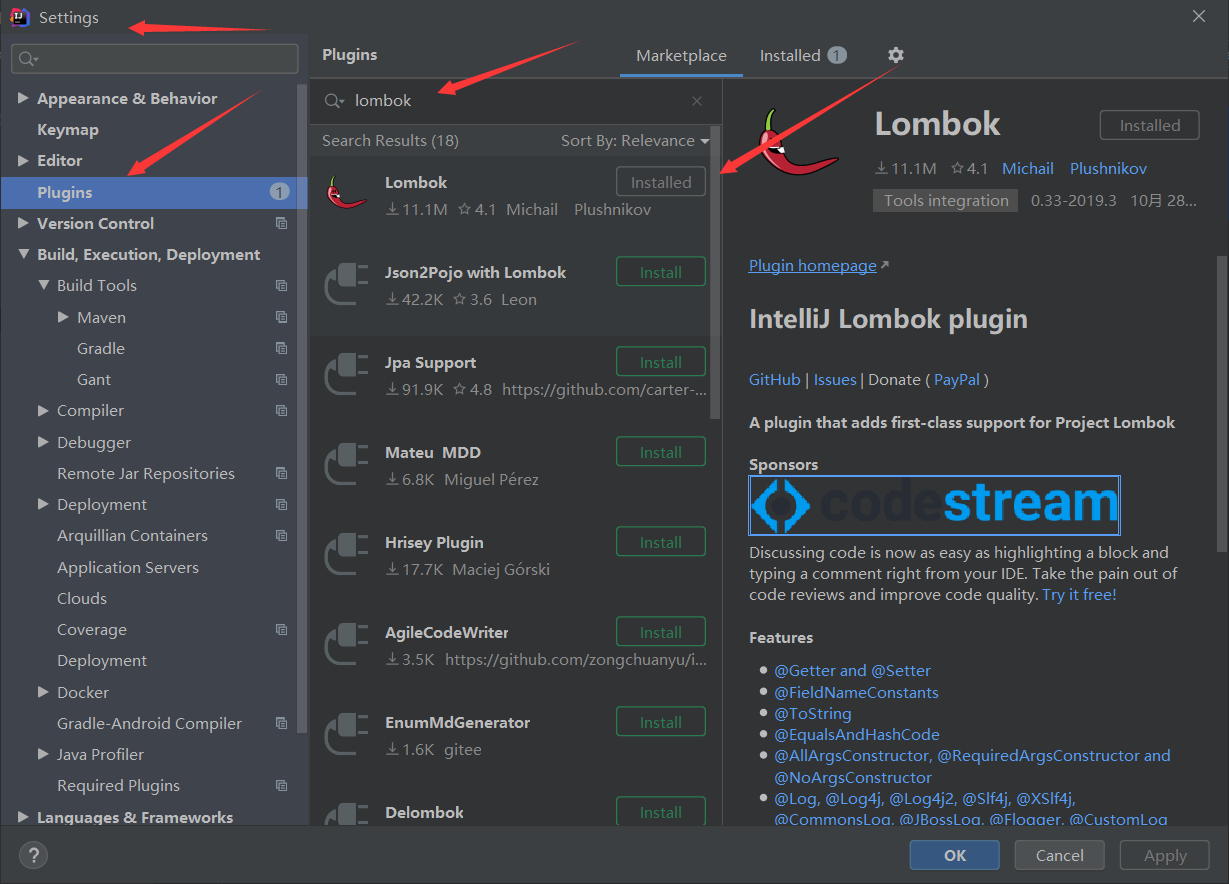 Settings
Appearance & Behavior
Keymap
Editor
Plugins 1
Version Control
Build, Execution, Deployment
Build Tools
Maven
Gradle
Gant
Compiler
Debugger
Remote Jar Repositories
Deployment
Arquillian Containers
Application Servers
Clouds
Coverage
Deployment
Docker
Gradle-Android Compiler
Java Profiler
Required Plugins
Languages & Frameworks
Plugins
Marketplace
Installed 1
lombok
Search Results (18) Sort By: Relevance
Lombok Installed
11.1M 4.1 Michail Plushnikov
Json2Pojo with Lombok Install
42.2K 3.6 Leon
Jpa Support Install
91.9K 4.8 https://github.com/carter-...
Mateu MDD Install
6.8K Miguel Pérez
Hrisey Plugin Install
17.7K Maciej Górski
AgileCodeWriter Install
3.5K https://github.com/zongchuanyu/i...
EnumMdGenerator Install
1.6K gitee
Delombok Install
Lombok Installed
11.1M 4.1 Michail Plushnikov
Tools integration 0.33-2019.3 10月 28...
Plugin homepage
IntelliJ Lombok plugin
GitHub | Issues | Donate ( PayPal )
A plugin that adds first-class support for Project Lombok
Sponsors
codestream
Discussing code is now as easy as highlighting a block and
typing a comment right from your IDE. Take the pain out of
code reviews and improve code quality. Try it free!
Features
@Getter and @Setter
@FieldNameConstants
@ToString
@EqualsAndHashCode
@AllArgsConstructor, @RequiredArgsConstructor and
@NoArgsConstructor
@Log, @Log4j, @Log4j2, @Slf4j, @XSlf4j,
@CommonsLog, @JBossLog, @Flogger, @CustomLog
?
OK
Cancel
Apply